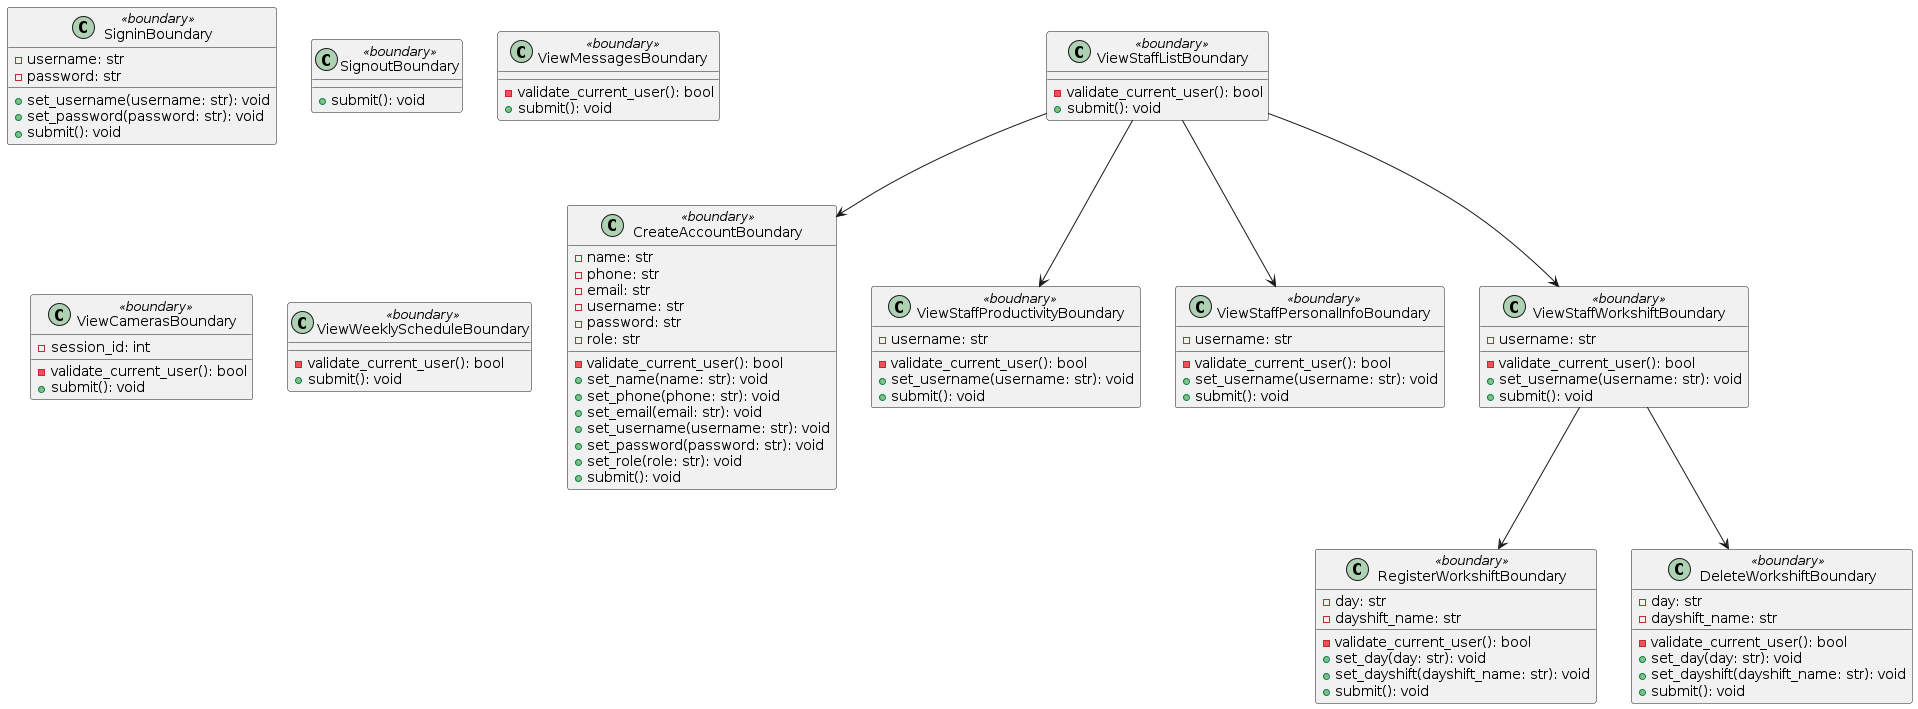 «boundary»
SigninBoundary
username: str
password: str
set_username(username: str): void
set_password(password: str): void
submit(): void
«boundary»
SignoutBoundary
submit(): void
«boundary»
ViewMessagesBoundary
validate_current_user(): bool
submit(): void
«boundary»
ViewStaffListBoundary
validate_current_user(): bool
submit(): void
«boundary»
ViewCamerasBoundary
session_id: int
validate_current_user(): bool
submit(): void
«boundary»
ViewWeeklyScheduleBoundary
validate_current_user(): bool
submit(): void
«boundary»
CreateAccountBoundary
name: str
phone: str
email: str
username: str
password: str
role: str
validate_current_user(): bool
set_name(name: str): void
set_phone(phone: str): void
set_email(email: str): void
set_username(username: str): void
set_password(password: str): void
set_role(role: str): void
submit(): void
«boudnary»
ViewStaffProductivityBoundary
username: str
validate_current_user(): bool
set_username(username: str): void
submit(): void
«boundary»
ViewStaffPersonalInfoBoundary
username: str
validate_current_user(): bool
set_username(username: str): void
submit(): void
«boundary»
ViewStaffWorkshiftBoundary
username: str
validate_current_user(): bool
set_username(username: str): void
submit(): void
«boundary»
RegisterWorkshiftBoundary
day: str
dayshift_name: str
validate_current_user(): bool
set_day(day: str): void
set_dayshift(dayshift_name: str): void
submit(): void
«boundary»
DeleteWorkshiftBoundary
day: str
dayshift_name: str
validate_current_user(): bool
set_day(day: str): void
set_dayshift(dayshift_name: str): void
submit(): void